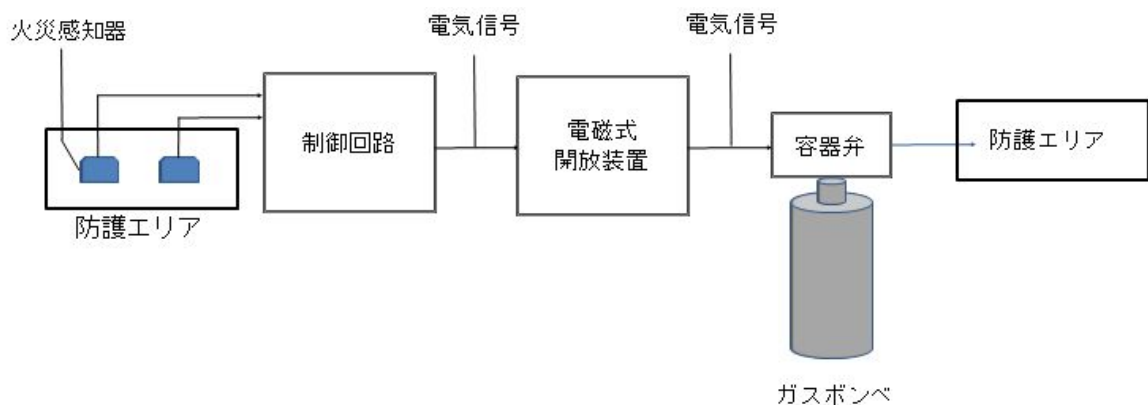 火災感知器
電気信号
電気信号
制御回路
電磁式
開放装置
容器弁
防護エリア
防護エリア
ガスボンベ